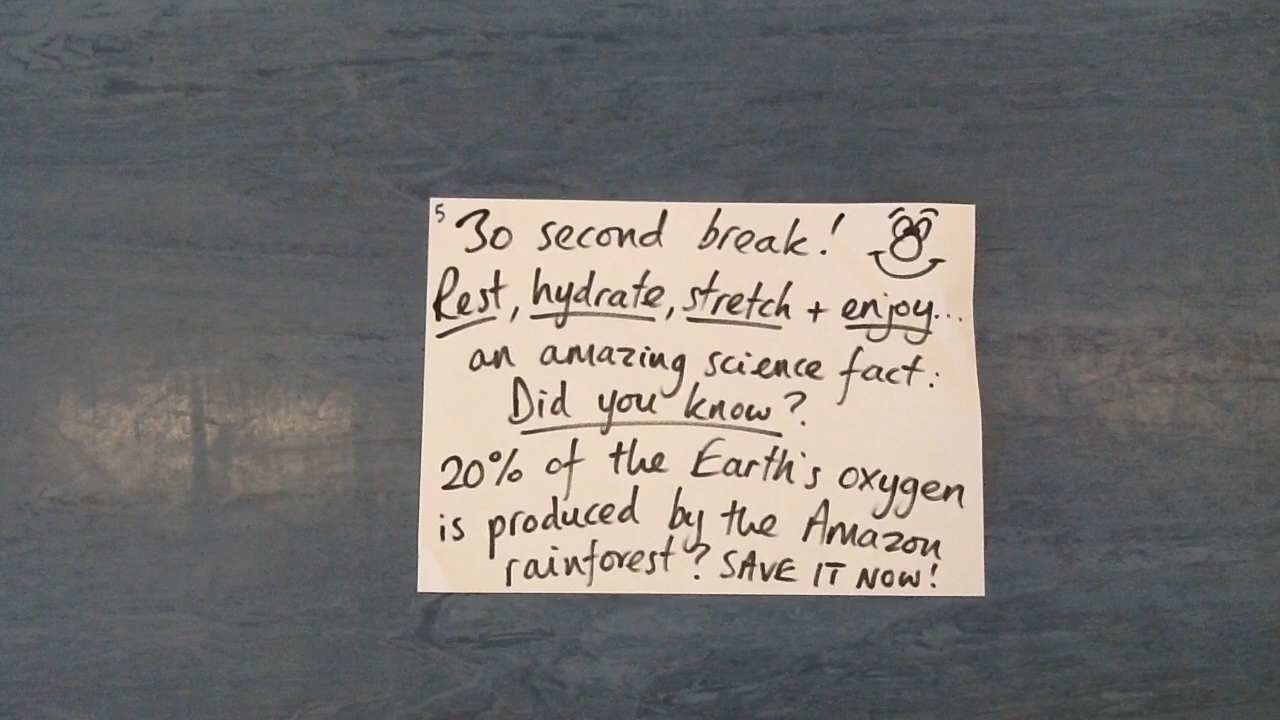 5
30 second break!
Rest, hydrate, stretch + enjoy...
an amazing science fact:
Did you know?
20% of the Earth's oxygen
is produced by the Amazon
rainforest? SAVE IT NOW!